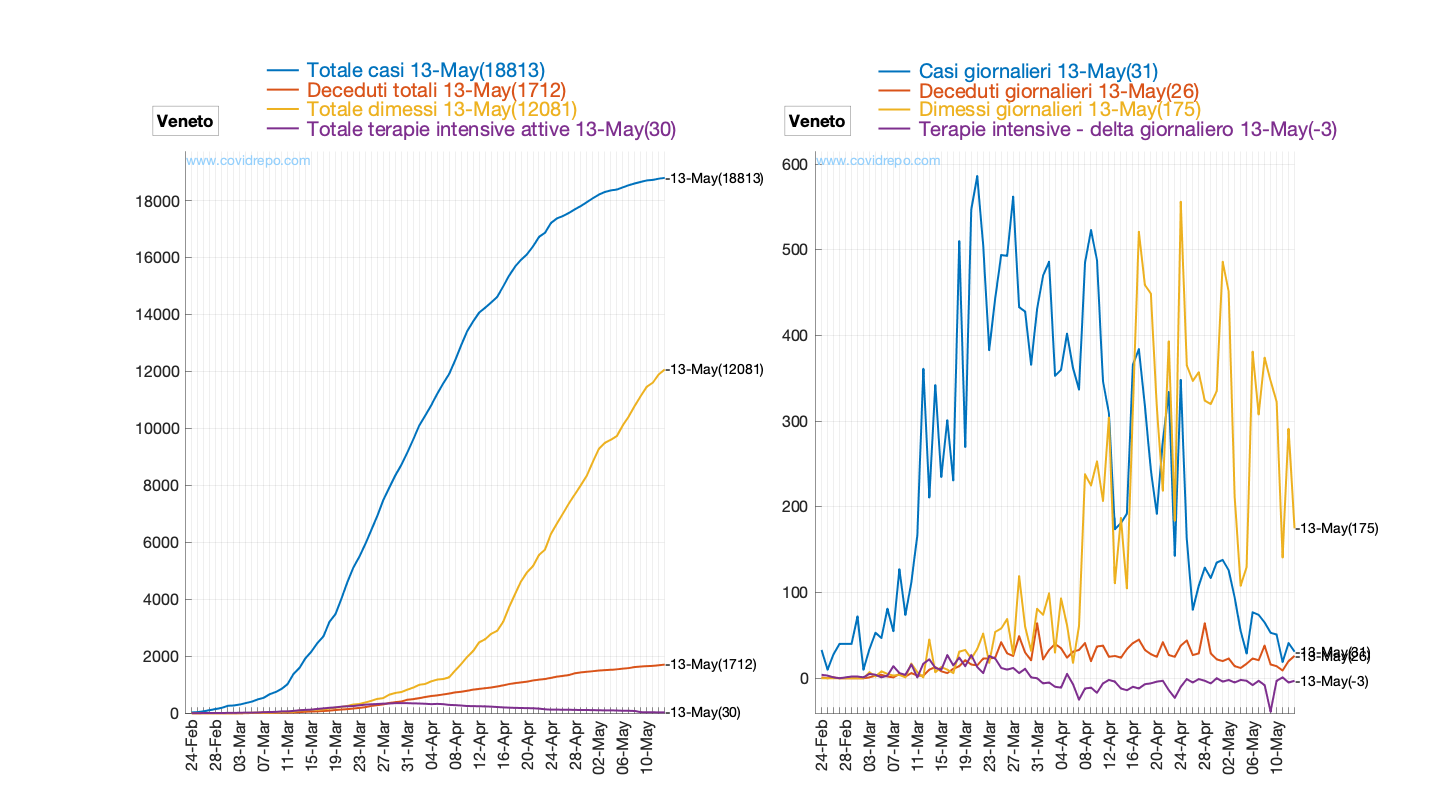 Totale casi 13-May(18813)
Deceduti totali 13-May(1712)
Totale dimessi 13-May(12081)
Totale terapie intensive attive 13-May(30)
Veneto
www.covidrepo.com
18000
16000
14000
12000
10000
8000
6000
4000
2000
0
-13-May(18813)
-13-May(12081)
-13-May(1712)
-13-May(30)
24-Feb
28-Feb
03-Mar
07-Mar
11-Mar
15-Mar
19-Mar
23-Mar
27-Mar
31-Mar
04-Apr
08-Apr
12-Apr
16-Apr
20-Apr
24-Apr
28-Apr
02-May
06-May
10-May
Casi giornalieri 13-May(31)
Deceduti giornalieri 13-May(26)
Dimessi giornalieri 13-May(175)
Terapie intensive - delta giornaliero 13-May(-3)
Veneto
www.covidrepo.com
600
500
400
300
200
100
0
-13-May(175)
-13-May(31)
-13-May(26)
-13-May(-3)
24-Feb
28-Feb
03-Mar
07-Mar
11-Mar
15-Mar
19-Mar
23-Mar
27-Mar
31-Mar
04-Apr
08-Apr
12-Apr
16-Apr
20-Apr
24-Apr
28-Apr
02-May
06-May
10-May